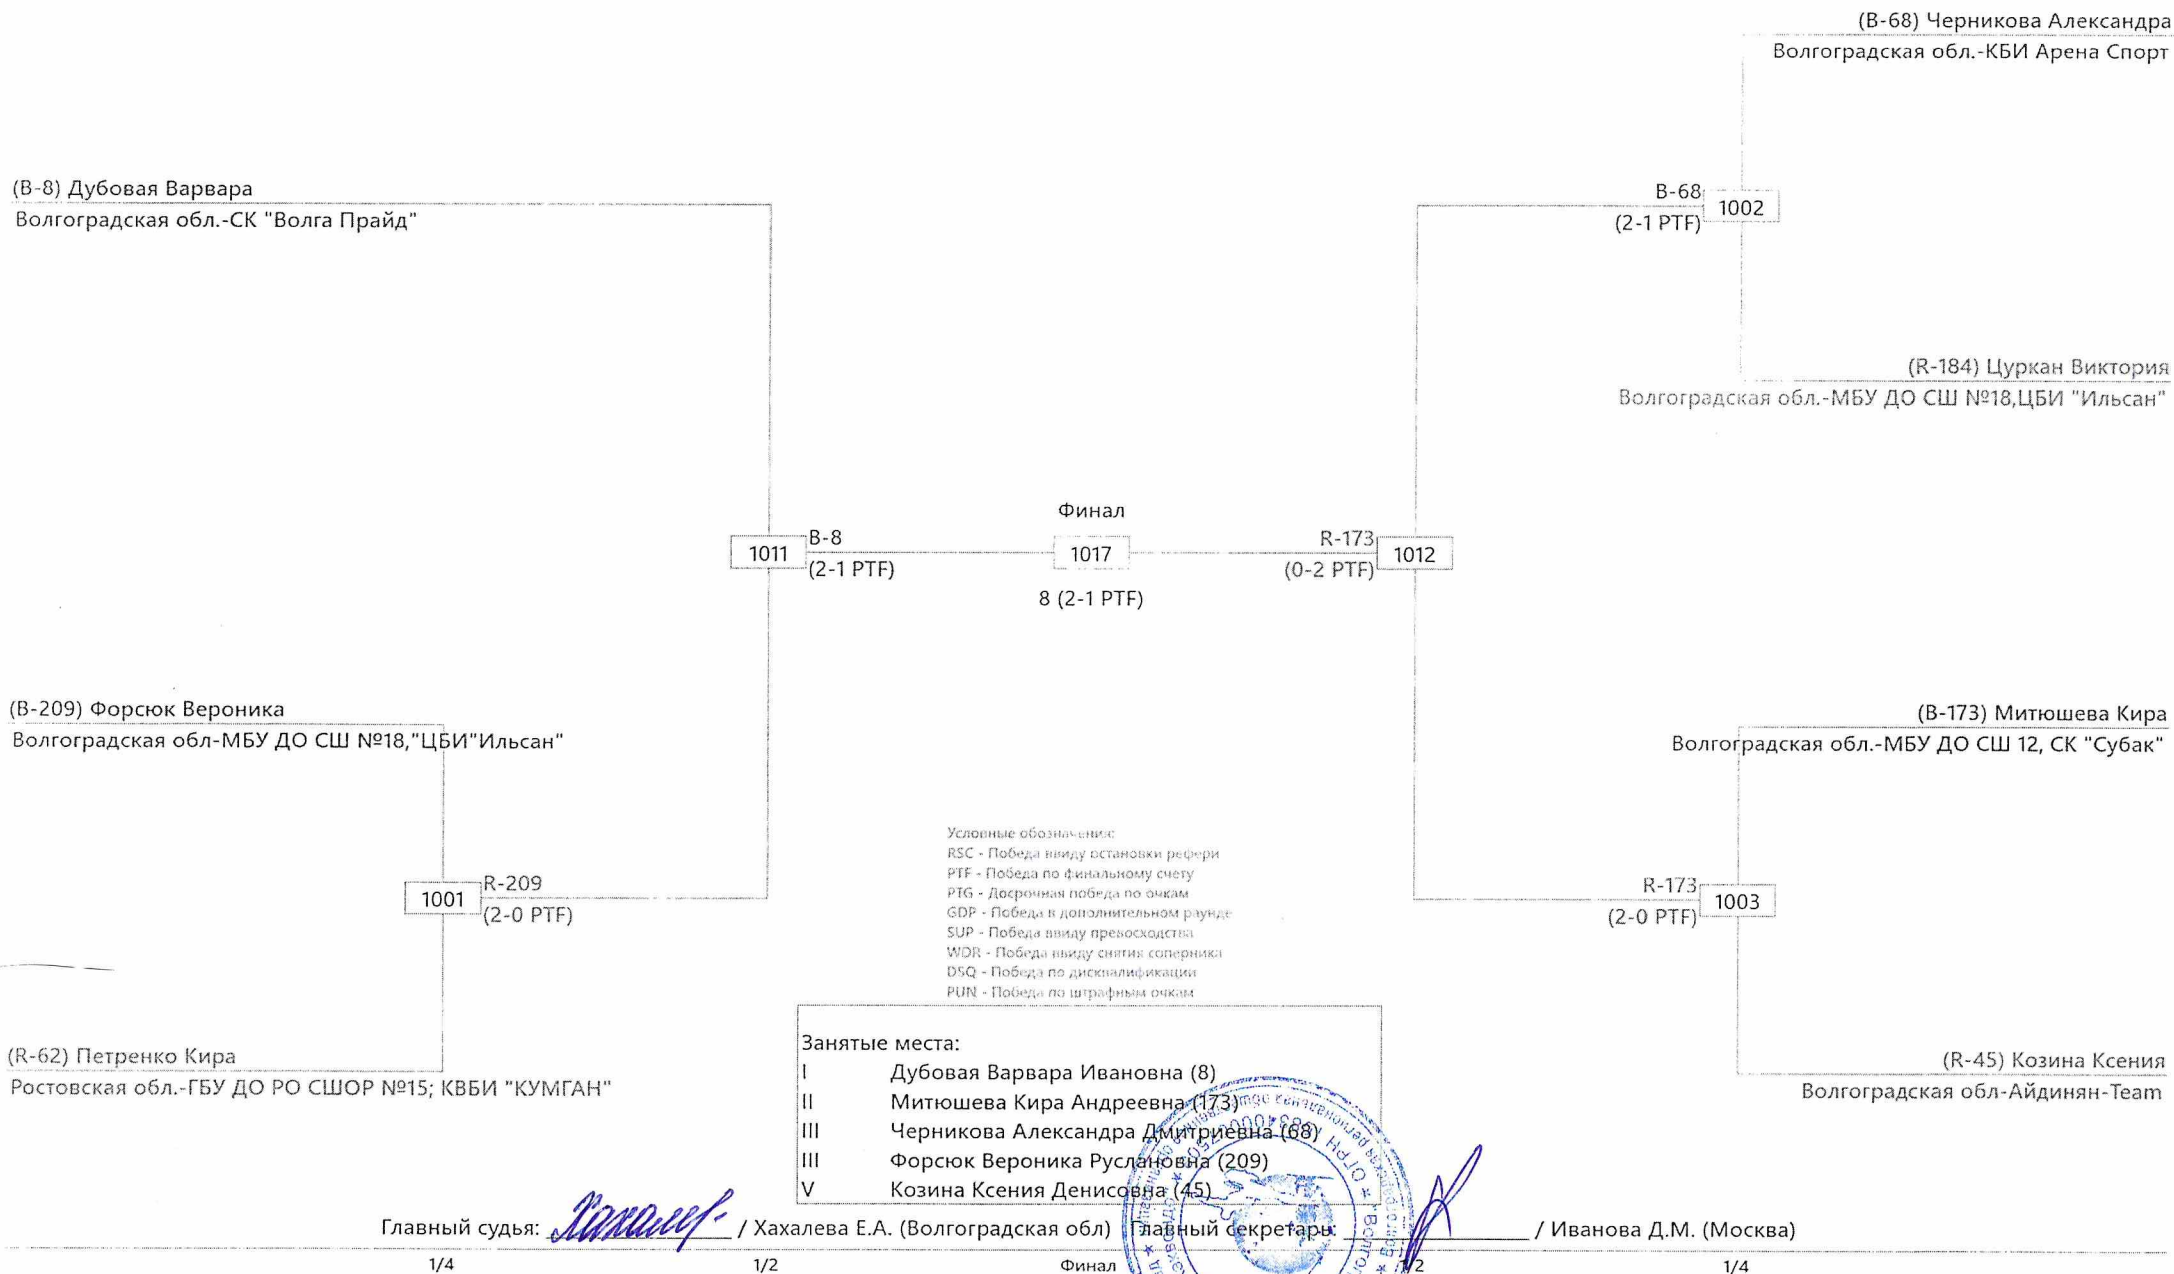 (B-68) Черникова Александра
Волгоградская обл.-КБИ Арена Спорт
(B-8) Дубовая Варвара
Волгоградская обл.-СК "Волга Прайд"
B-68
1002
(2-1 PTF)
(R-184) Цуркан Виктория
Волгоградская обл.-МБУ ДО СШ №18,ЦБИ "Ильсан"
Финал
1011
B-8
(2-1 PTF)
1017
R-173
(0-2 PTF)
1012
8 (2-1 PTF)
(B-209) Форсюк Вероника
Волгоградская обл-МБУ ДО СШ №18,"ЦБИ"Ильсан"
(B-173) Митюшева Кира
Волгоградская обл.-МБУ ДО СШ 12, СК "Субак"
Условные обозначения:
RSC - Победа ввиду остановки рефери
PTF - Победа по финальному счету
PTG - Досрочная победа по очкам
GDP - Победа в дополнительном раунде
SUP - Победа ввиду превосходства
WDR - Победа ввиду снятия соперника
DSQ - Победа по дисквалификации
PUN - Победа по штрафным очкам
1001
R-209
(2-0 PTF)
R-173
(2-0 PTF)
1003
(R-62) Петренко Кира
Ростовская обл.-ГБУ ДО РО СШОР №15; КВБИ "КУМГАН"
(R-45) Козина Ксения
Волгоградская обл-Айдинян-Team
Занятые места:
I Дубовая Варвара Ивановна (8)
II Митюшева Кира Андреевна (173)
III Черникова Александра Дмитриевна (68)
III Форсюк Вероника Руслановна (209)
V Козина Ксения Денисовна (45)
Главный судья: / Хахалева Е.А. (Волгоградская обл) Главный секретарь: / Иванова Д.М. (Москва)
1/4 1/2 Финал 1/2 1/4